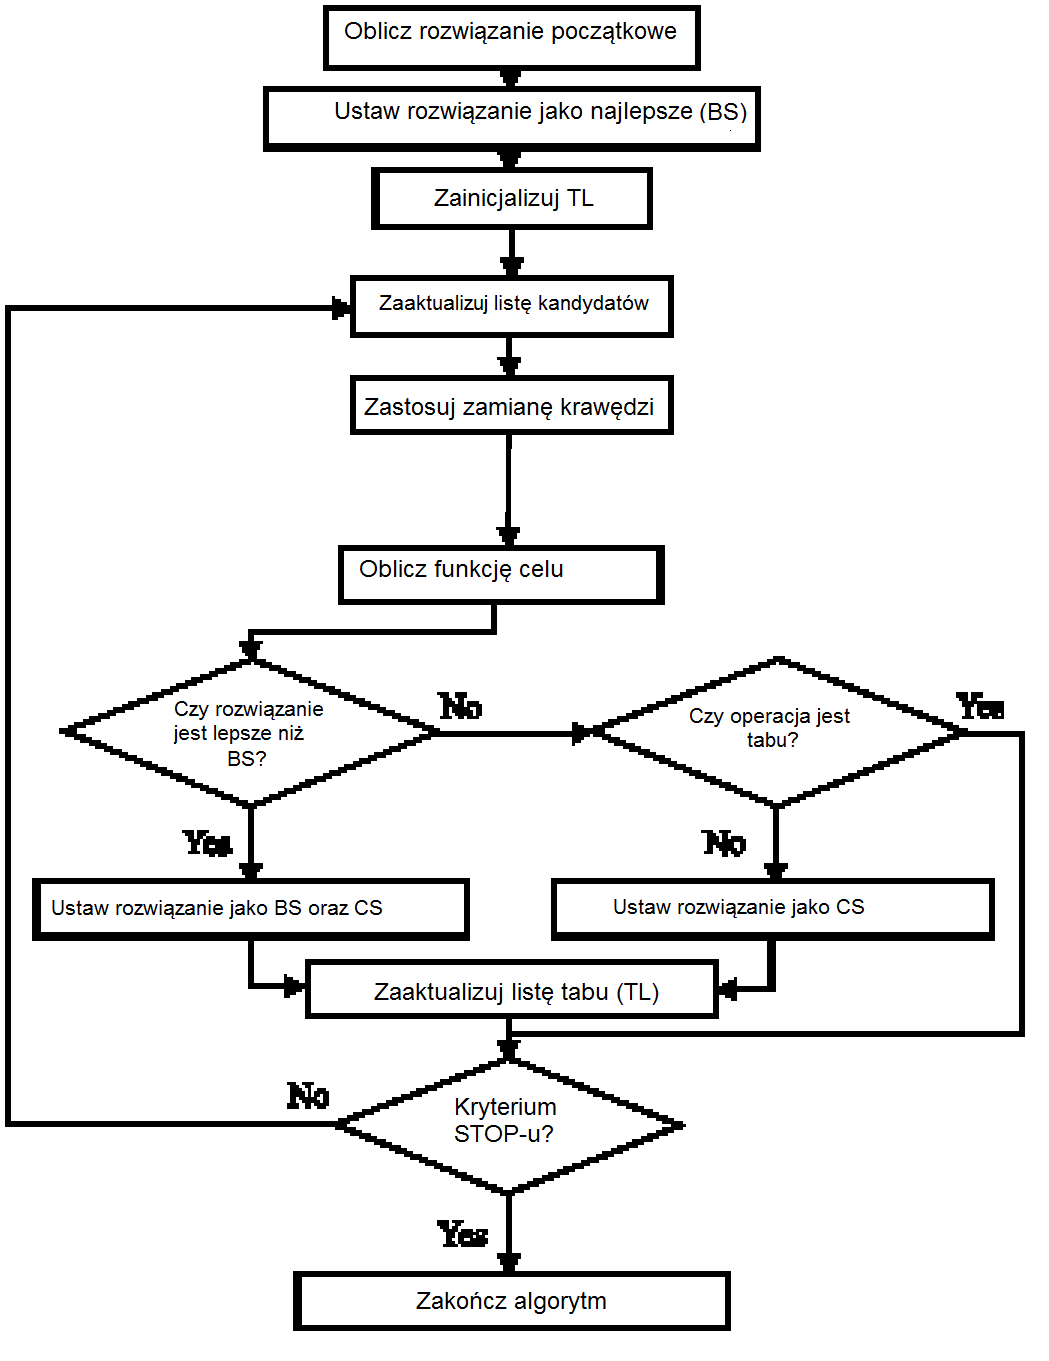 Oblicz rozwiązanie początkowe
Ustaw rozwiązanie jako najlepsze (BS)
Zainicjalizuj TL
Zaaktualizuj listę kandydatów
Zastosuj zamianę krawędzi
Oblicz funkcję celu
Czy rozwiązanie
jest lepsze niż
BS?
No
Czy operacja jest
tabu?
Yes
Yes
No
Ustaw rozwiązanie jako BS oraz CS
Ustaw rozwiązanie jako CS
Zaaktualizuj listę tabu (TL)
No
Kryterium
STOP-u?
Yes
Zakończ algorytm